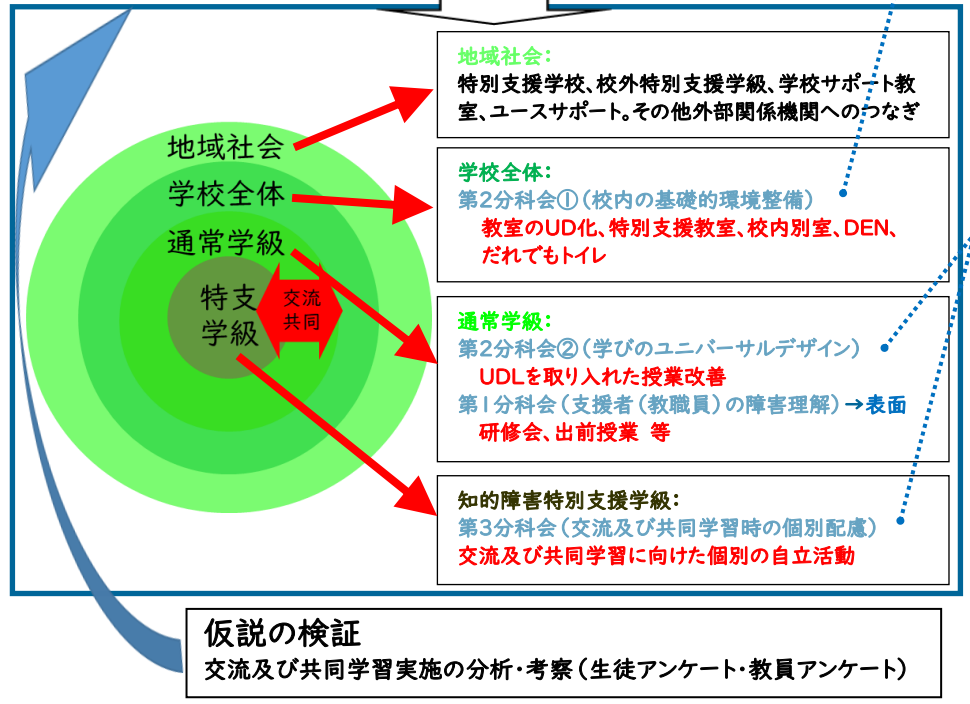 地域社会：
特別支援学校、校外特別支援学級、学校サポート教
室、ユースサポート。その他外部関係機関へのつなぎ
地域社会
学校全体
通常学級
特支
学級
交流
共同
学校全体：
第2分科会①（校内の基礎的環境整備）
教室のUD化、特別支援教室、校内別室、DEN、
だれでもトイレ
通常学級：
第2分科会②（学びのユニバーサルデザイン）
UDLを取り入れた授業改善
第1分科会（支援者（教職員）の障害理解）→表面
研修会、出前授業 等
知的障害特別支援学級：
第3分科会（交流及び共同学習時の個別配慮）
交流及び共同学習に向けた個別の自立活動
仮説の検証
交流及び共同学習実施の分析・考察（生徒アンケート・教員アンケート）